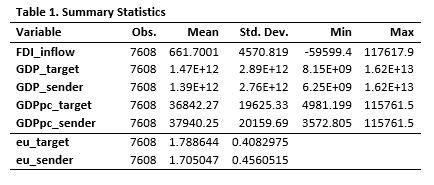 Table 1. Summary Statistics
Variable Obs. Mean Std. Dev. Min Max
FDI_inflow 7608 661.7001 4570.819 -59599.4 117617.9
GDP_target 7608 1.47E+12 2.89E+12 8.15E+09 1.62E+13
GDP_sender 7608 1.39E+12 2.76E+12 6.25E+09 1.62E+13
GDPpc_target 7608 36842.27 19625.33 4981.199 115761.5
GDPpc_sender 7608 37940.25 20159.69 3572.805 115761.5
eu_target 7608 1.788644 0.4082975
eu_sender 7608 1.705047 0.4560515